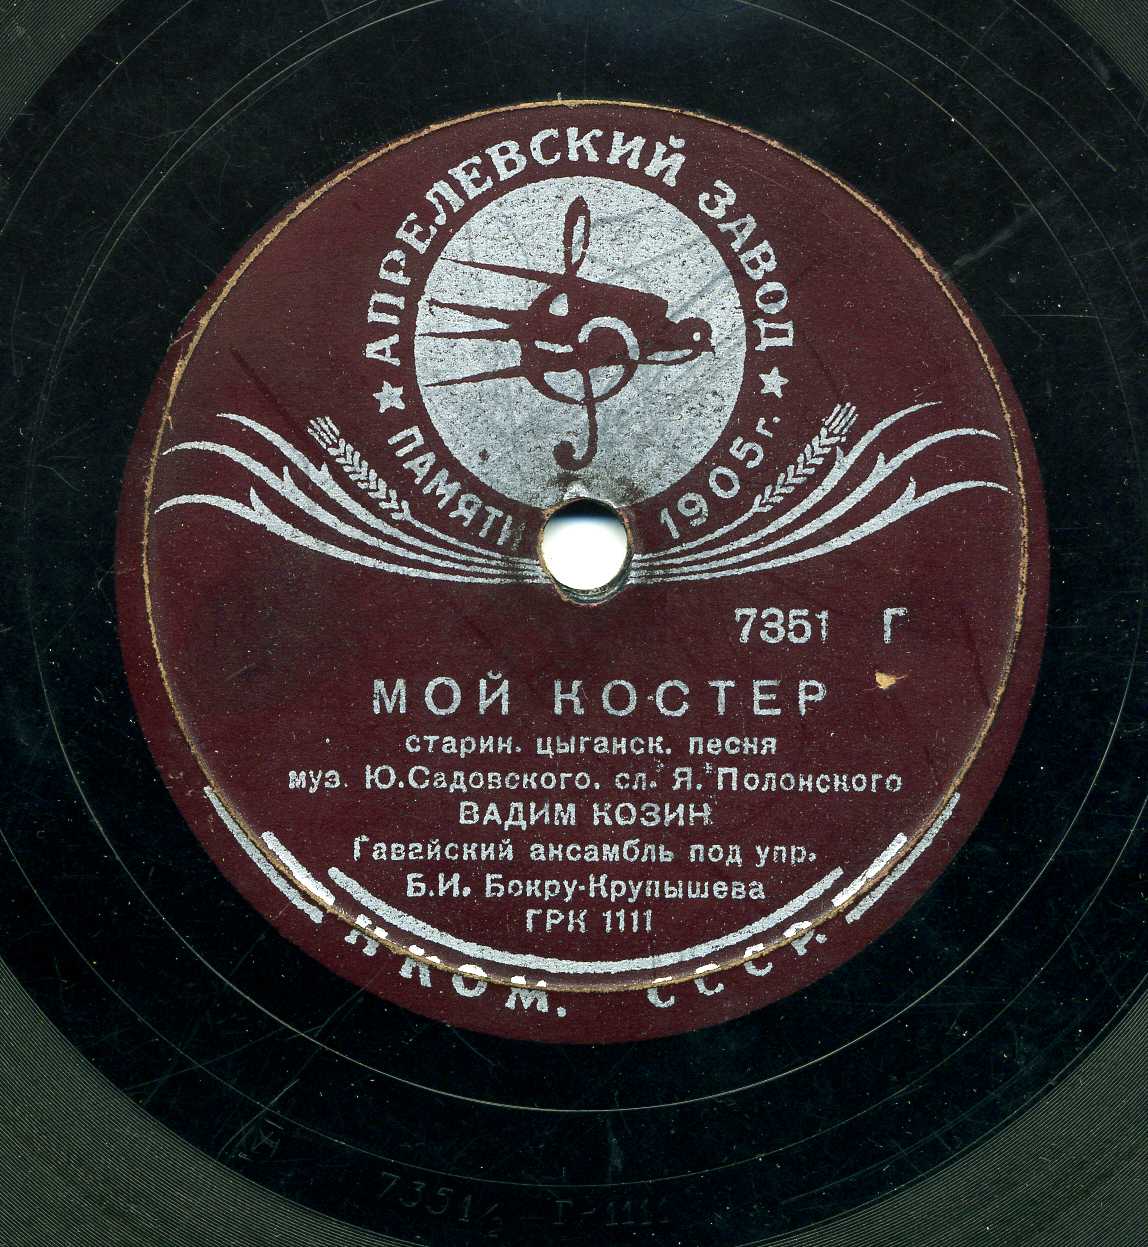 АПРЕЛЕВСКИЙ ЗАВОД
ПАМЯТИ 1905 г.
7351 Г
МОЙ КОСТЕР
старин. цыганск. песня
муз. Ю.Садовского, сл. Я. Полонского
ВАДИМ КОЗИН
Гавайский ансамбль под упр.
Б.И. Бокру-Крупышева
ГРК 1111
НКОМ. СССР